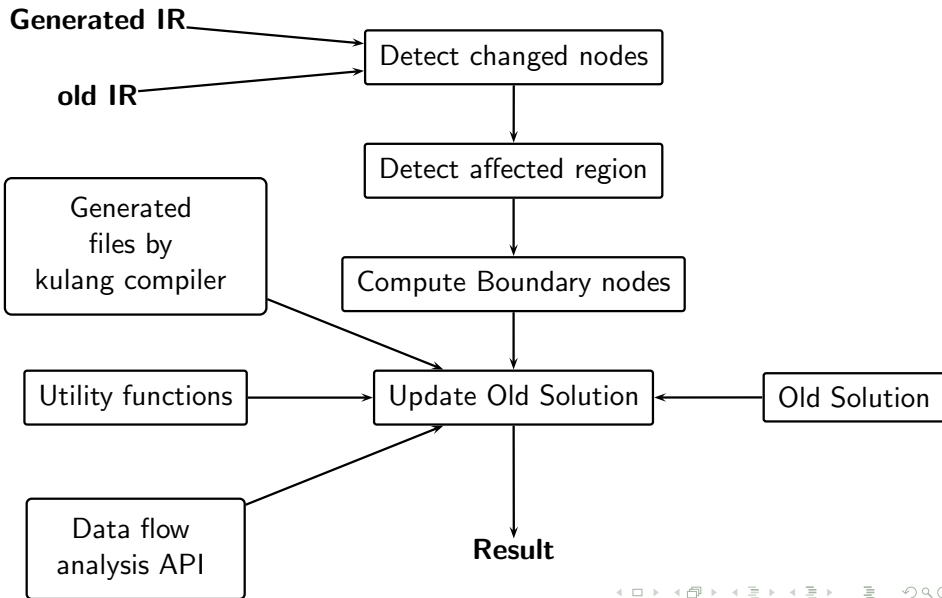 Generated IR
Detect changed nodes
old IR
Detect affected region
Generated
files by
kulang compiler
Compute Boundary nodes
Utility functions
Update Old Solution
Old Solution
Data flow
analysis API
Result